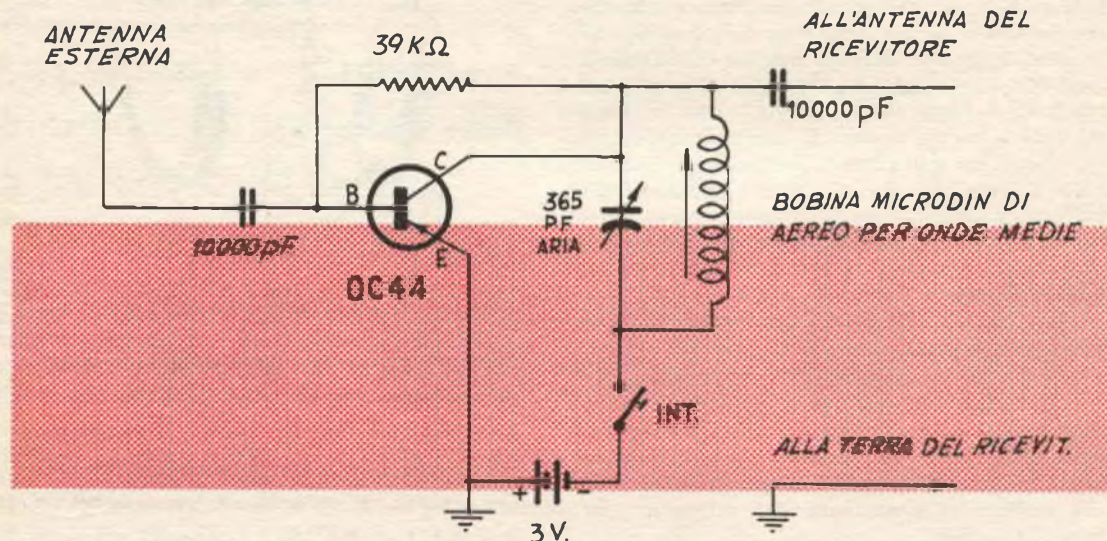 ANTENNA
ESTERNA
39 KΩ
ALL'ANTENNA DEL
RICEVITORE
10000 pF
B
C
E
365
PF
ARIA
BOBINA MICRODIN DI
AEREO PER ONDE MEDIE
10000 pF
OC44
INT.
ALLA TERRA DEL RICEVIT.
+
-
3 V.